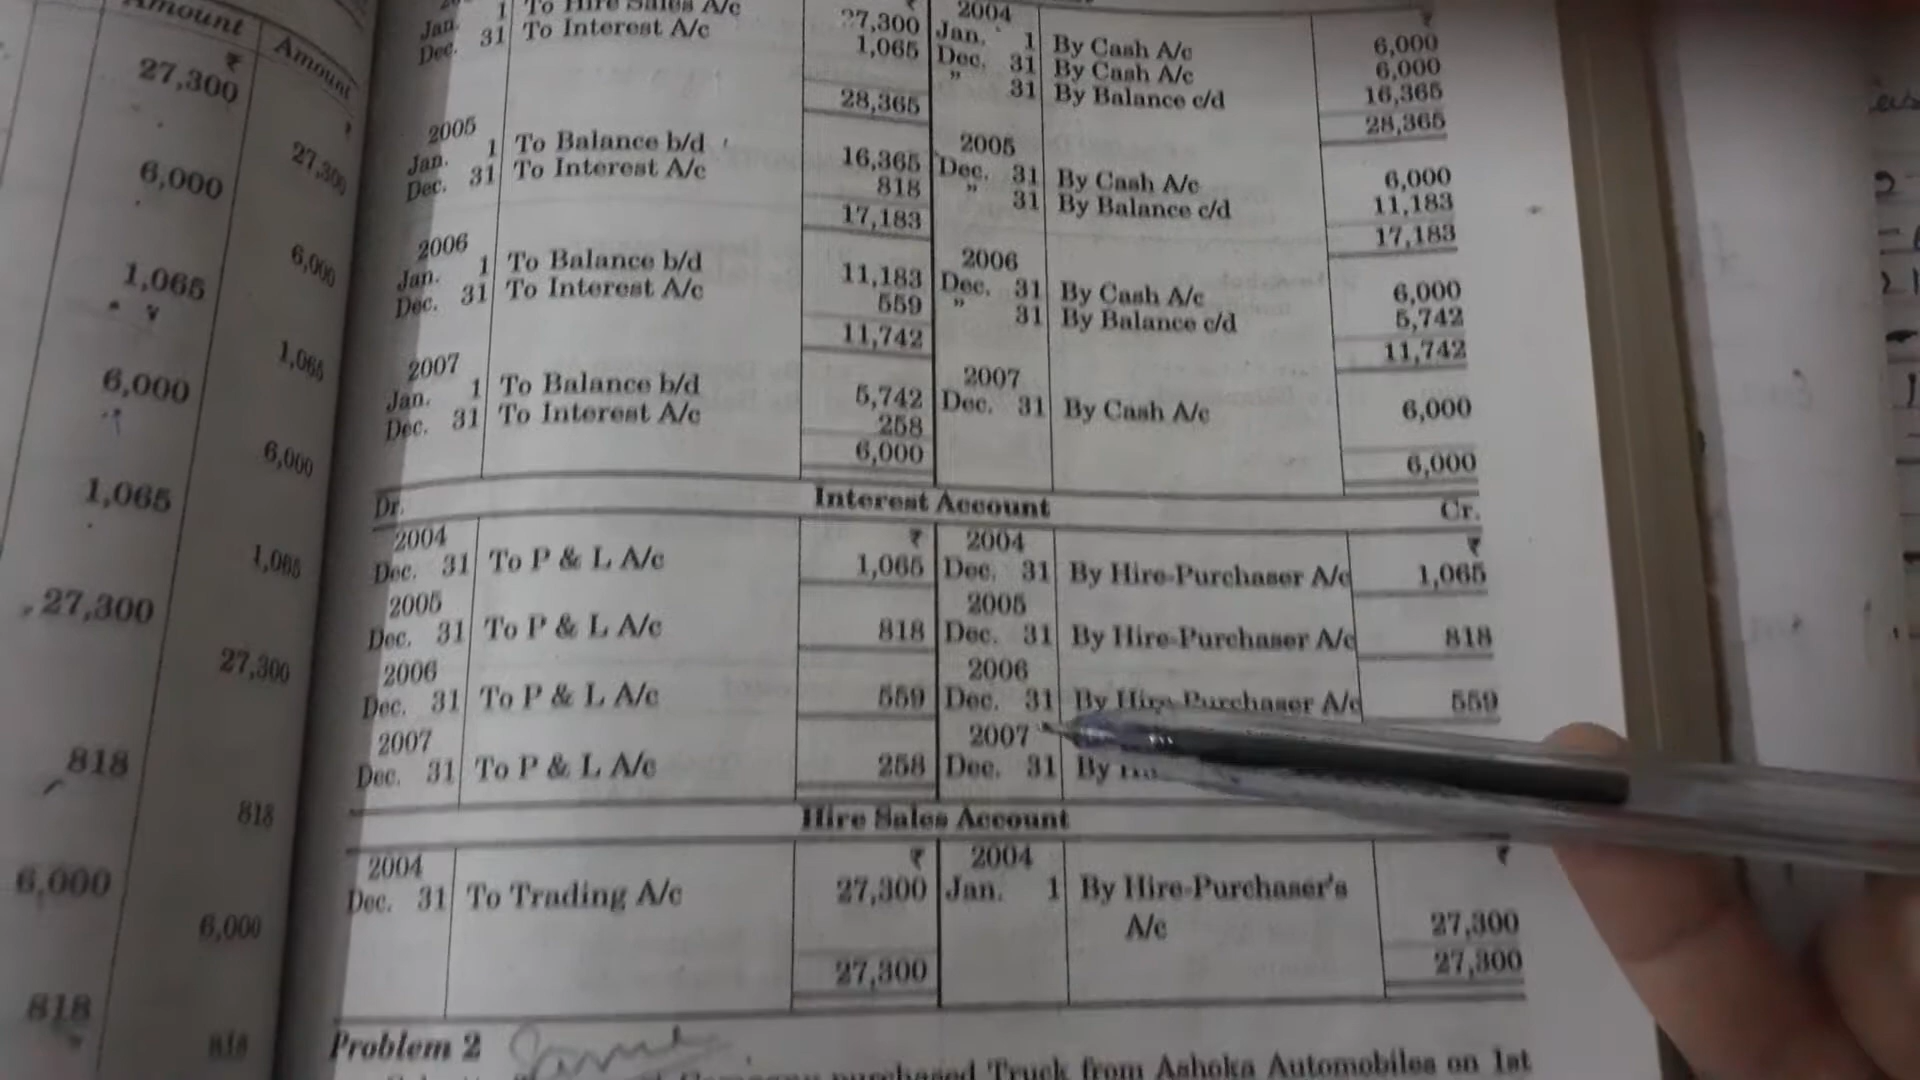 Amount Amount
₹
27,300
27,300
6,000
6,000
1,065
1,065
6,000
6,000
1,065
1,065
27,300
27,300
818
818
6,000
6,000
818
818
Jan. 1 To Hire Sales A/c 27,300 2004 ₹
Dec. 31 To Interest A/c 1,065 Jan. 1 By Cash A/c 6,000
Dec. 31 By Cash A/c 6,000
" 31 By Balance c/d 16,365
28,365 28,365
2005 2005
Jan. 1 To Balance b/d 16,365 Dec. 31 By Cash A/c 6,000
Dec. 31 To Interest A/c 818 " 31 By Balance c/d 11,183
17,183 17,183
2006 2006
Jan. 1 To Balance b/d 11,183 Dec. 31 By Cash A/c 6,000
Dec. 31 To Interest A/c 559 " 31 By Balance c/d 5,742
11,742 11,742
2007 2007
Jan. 1 To Balance b/d 5,742 Dec. 31 By Cash A/c 6,000
Dec. 31 To Interest A/c 258
6,000 6,000
Dr. Interest Account Cr.
2004 ₹ 2004 ₹
Dec. 31 To P & L A/c 1,065 Dec. 31 By Hire-Purchaser A/c 1,065
2005 2005
Dec. 31 To P & L A/c 818 Dec. 31 By Hire-Purchaser A/c 818
2006 2006
Dec. 31 To P & L A/c 559 Dec. 31 By Hire-Purchaser A/c 559
2007 2007
Dec. 31 To P & L A/c 258 Dec. 31 By
Hire Sales Account
2004 ₹ 2004 ₹
Dec. 31 To Trading A/c 27,300 Jan. 1 By Hire-Purchaser's
A/c 27,300
27,300 27,300
Problem 2
Company purchased Truck from Ashoka Automobiles on 1st